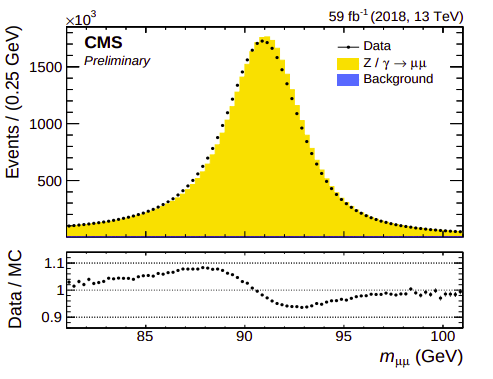 ×10³
59 fb⁻¹ (2018, 13 TeV)
CMS
Preliminary
Data
Z / γ → μμ
Background
Events / (0.25 GeV)
1500
1000
500
Data / MC
1.1
1
0.9
85
90
95
100
m_μμ (GeV)